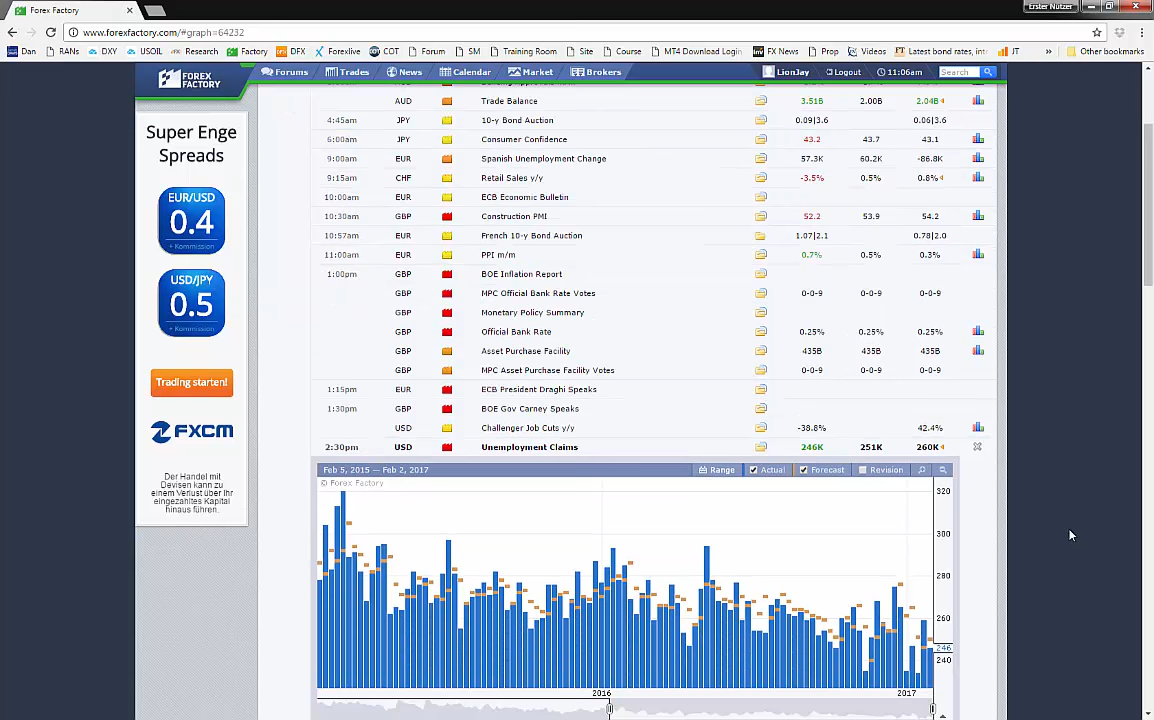 Forex Factory
Erster Nutzer
www.forexfactory.com/#graph=64232
Dan RANs DXY USOIL Research Factory DFX Forexlive COT Forum SM Training Room Site Course MT4 Download Login FX News Prop Videos Latest bond rates, int JT » Other bookmarks
FOREX FACTORY Forums Trades News Calendar Market Brokers LionJay Logout 11:06am Search
AUD Trade Balance 3.51B 2.00B 2.04B
4:45am JPY 10-y Bond Auction 0.09|3.6 0.06|3.6
6:00am JPY Consumer Confidence 43.2 43.7 43.1
9:00am EUR Spanish Unemployment Change 57.3K 60.2K -86.8K
9:15am CHF Retail Sales y/y -3.5% 0.5% 0.8%
10:00am EUR ECB Economic Bulletin
10:30am GBP Construction PMI 52.2 53.9 54.2
10:57am EUR French 10-y Bond Auction 1.07|2.1 0.78|2.0
11:00am EUR PPI m/m 0.7% 0.5% 0.3%
1:00pm GBP BOE Inflation Report
GBP MPC Official Bank Rate Votes 0-0-9 0-0-9 0-0-9
GBP Monetary Policy Summary
GBP Official Bank Rate 0.25% 0.25% 0.25%
GBP Asset Purchase Facility 435B 435B 435B
GBP MPC Asset Purchase Facility Votes 0-0-9 0-0-9 0-0-9
1:15pm EUR ECB President Draghi Speaks
1:30pm GBP BOE Gov Carney Speaks
USD Challenger Job Cuts y/y -38.8% 42.4%
2:30pm USD Unemployment Claims 246K 251K 260K
Feb 5, 2015 — Feb 2, 2017 Range Actual Forecast Revision
© Forex Factory
320
300
280
260
246
240
2016 2017
Super Enge
Spreads
EUR/USD
0.4
+ Kommission
USD/JPY
0.5
+ Kommission
Trading starten!
FXCM
Der Handel mit
Devisen kann zu
einem Verlust über Ihr
eingezahltes Kapital
hinaus führen.